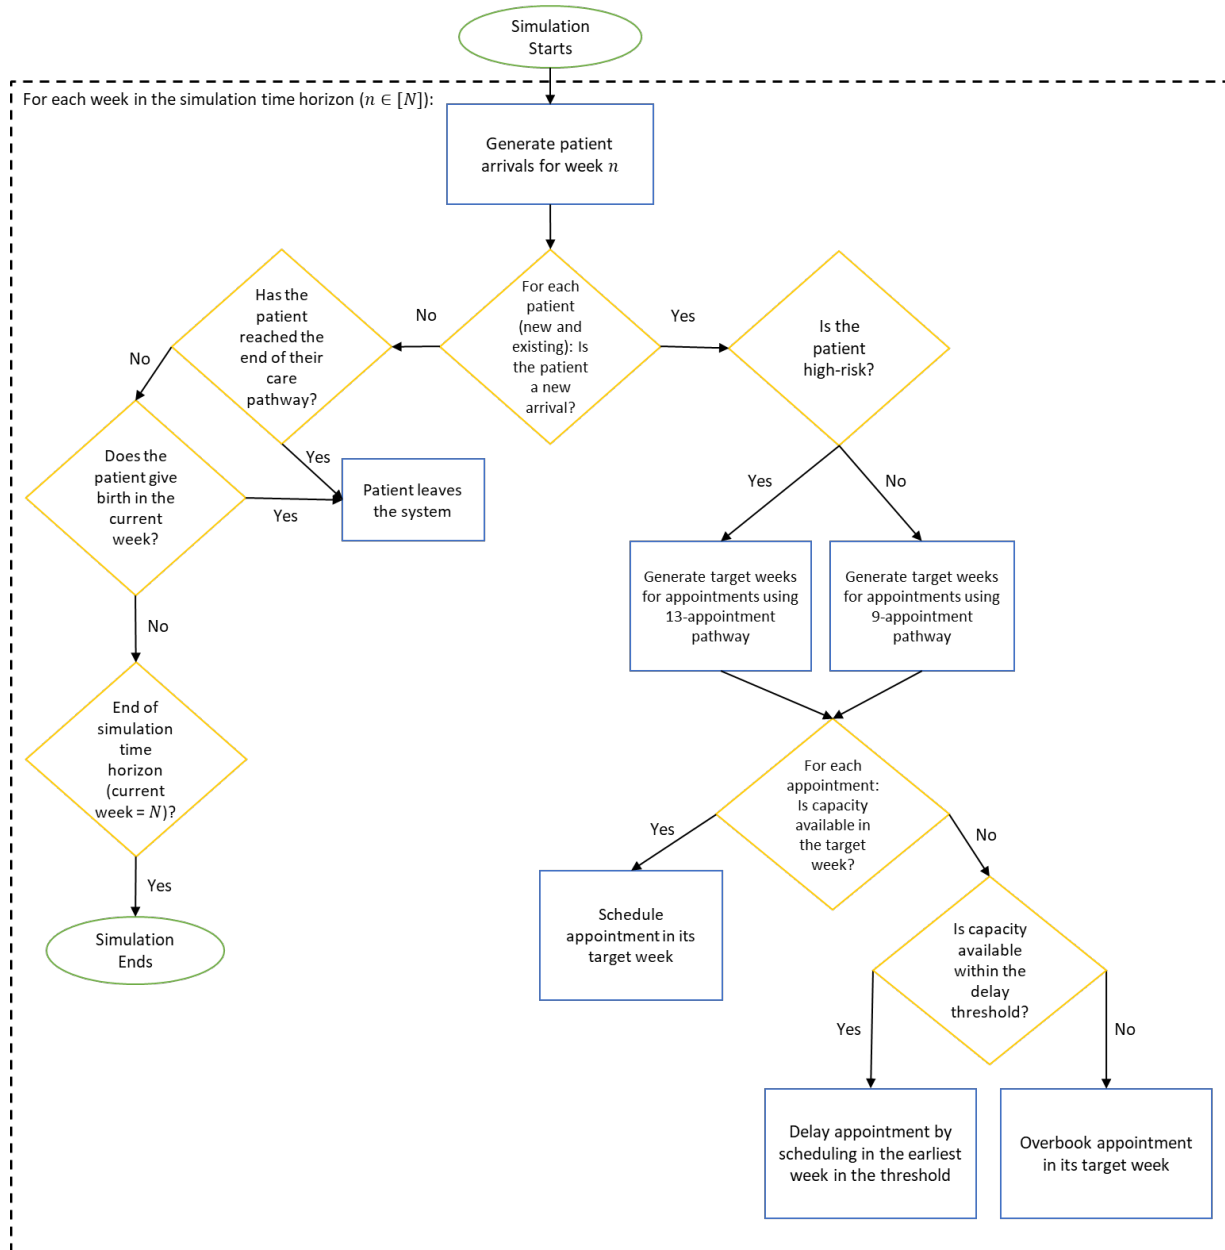 Simulation
Starts
For each week in the simulation time horizon (n ∈ [N]):
Generate patient
arrivals for week n
For each
patient
(new and
existing): Is
the patient
a new
arrival?
No
Yes
Has the
patient
reached the
end of their
care
pathway?
Is the
patient
high-risk?
No
Yes
Does the
patient give
birth in the
current
week?
Yes
Patient leaves
the system
Yes
No
Generate target weeks
for appointments using
13-appointment
pathway
Generate target weeks
for appointments using
9-appointment
pathway
No
End of
simulation
time
horizon
(current
week = N)?
For each
appointment:
Is capacity
available in
the target
week?
Yes
No
Yes
Simulation
Ends
Schedule
appointment in its
target week
Is capacity
available
within the
delay
threshold?
Yes
No
Delay appointment by
scheduling in the earliest
week in the threshold
Overbook appointment
in its target week